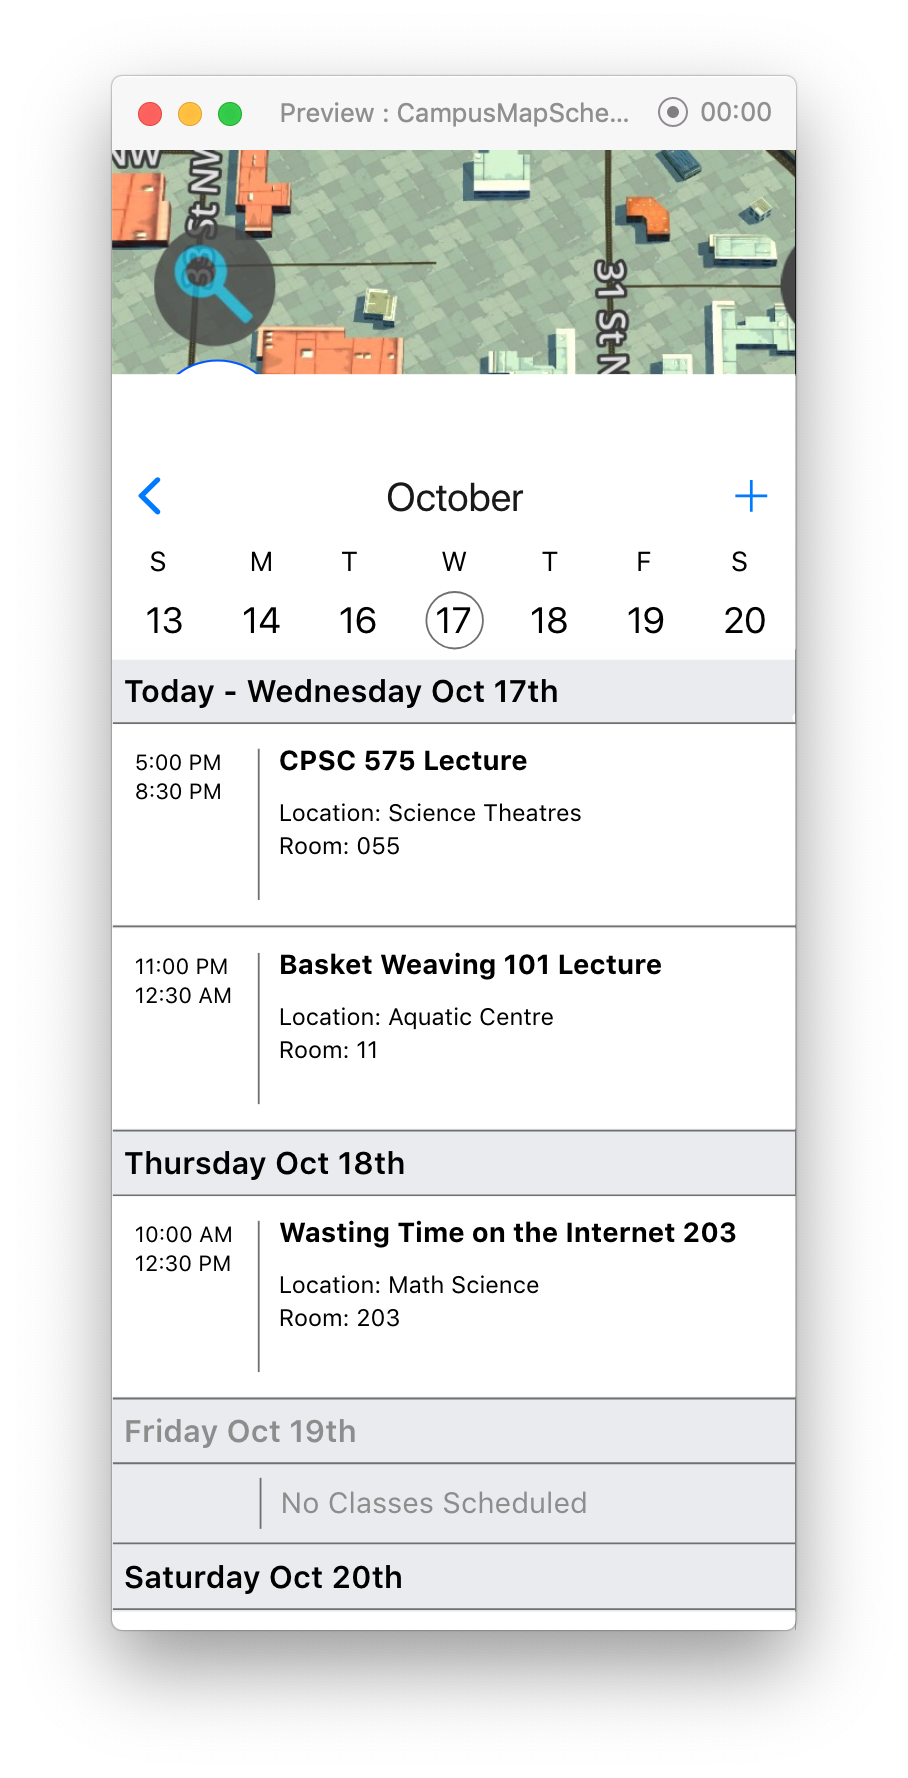 Preview : CampusMapSche... 00:00
NW
33 St NW
31 St N
October
S M T W T F S
13 14 16 17 18 19 20
Today - Wednesday Oct 17th
5:00 PM
8:30 PM
CPSC 575 Lecture
Location: Science Theatres
Room: 055
11:00 PM
12:30 AM
Basket Weaving 101 Lecture
Location: Aquatic Centre
Room: 11
Thursday Oct 18th
10:00 AM
12:30 PM
Wasting Time on the Internet 203
Location: Math Science
Room: 203
Friday Oct 19th
No Classes Scheduled
Saturday Oct 20th